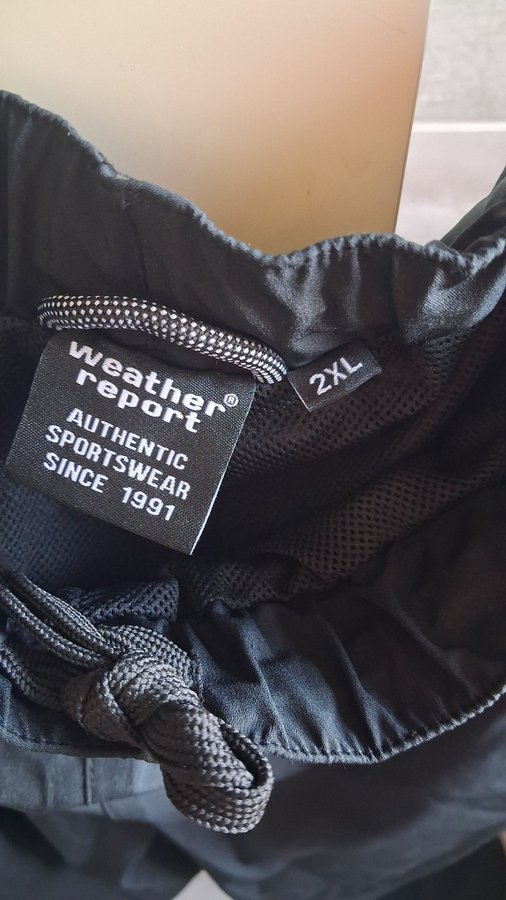 weather
report®
AUTHENTIC
SPORTSWEAR
SINCE 1991
2XL